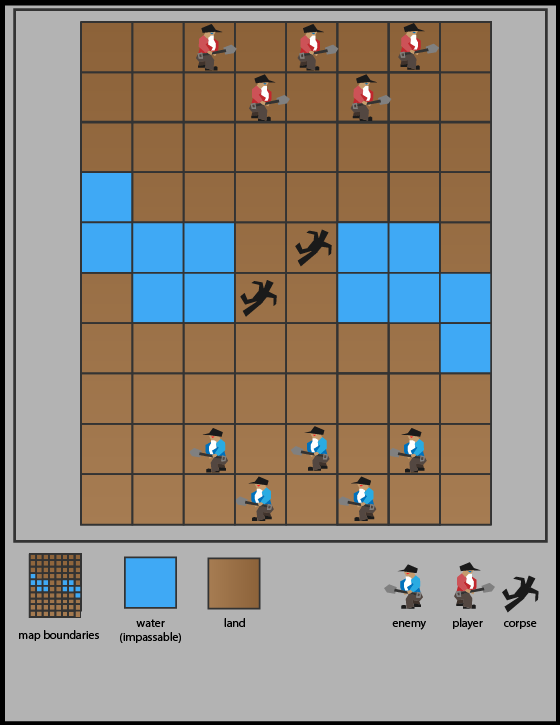 map boundaries
water
(impassable)
land
enemy
player
corpse